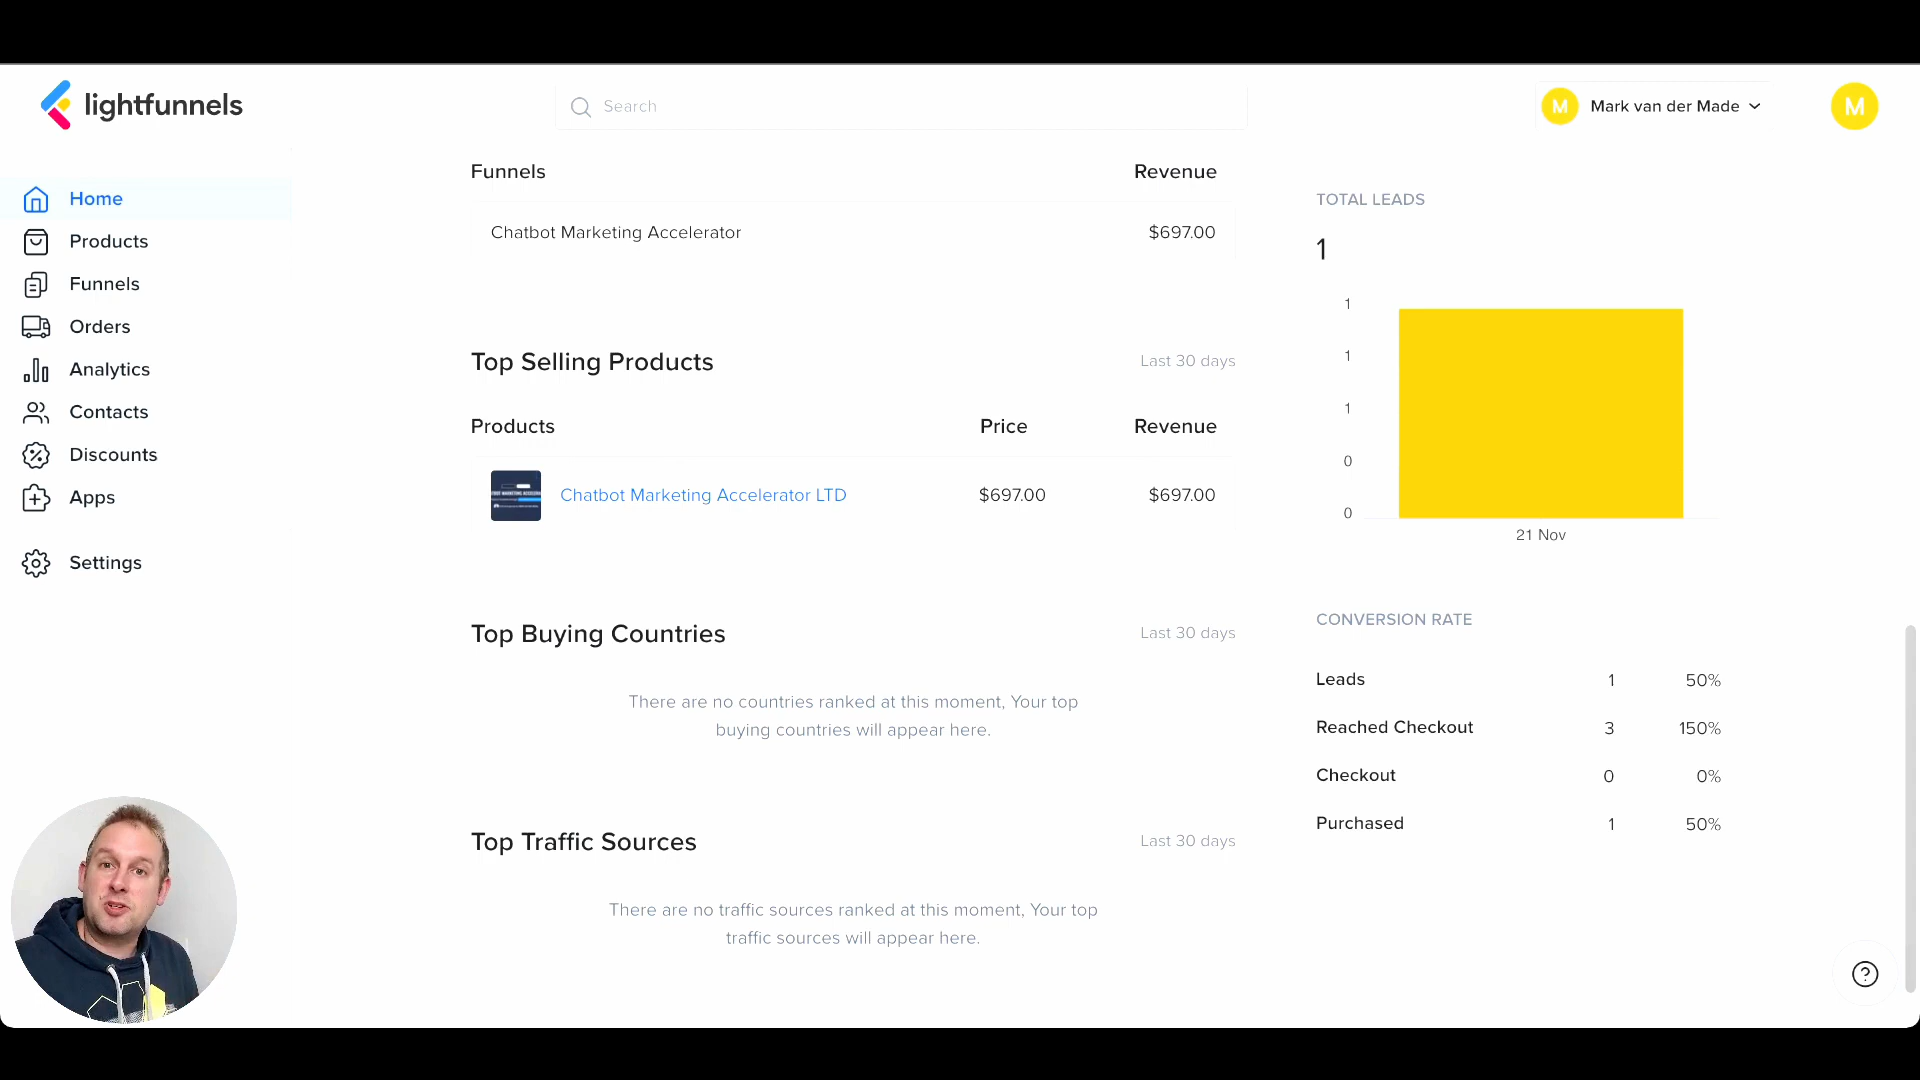 lightfunnels
Search
M
Mark van der Made
M
Home
Products
Funnels
Orders
Analytics
Contacts
Discounts
Apps
Settings
Funnels
Revenue
Chatbot Marketing Accelerator
$697.00
Top Selling Products
Last 30 days
Products
Price
Revenue
Chatbot Marketing Accelerator LTD
$697.00
$697.00
Top Buying Countries
Last 30 days
There are no countries ranked at this moment, Your top
buying countries will appear here.
Top Traffic Sources
Last 30 days
There are no traffic sources ranked at this moment, Your top
traffic sources will appear here.
TOTAL LEADS
1
1
1
1
0
0
21 Nov
CONVERSION RATE
Leads 1 50%
Reached Checkout 3 150%
Checkout 0 0%
Purchased 1 50%
?